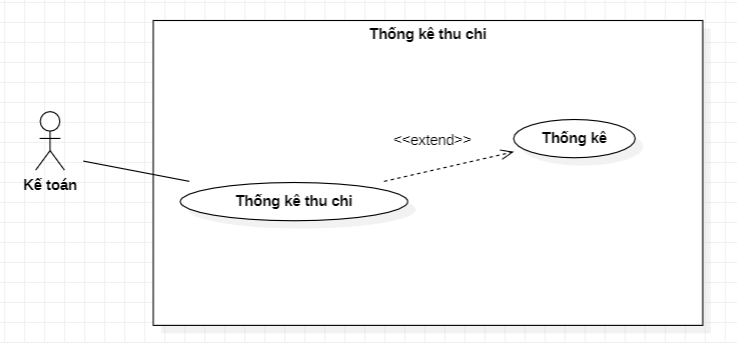 Thống kê thu chi
<<extend>>
Thống kê
Kế toán
Thống kê thu chi